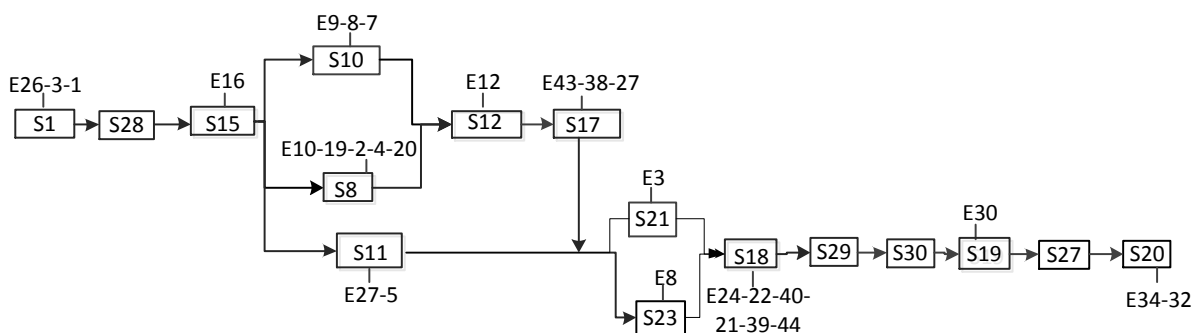 E9-8-7
S10
E26-3-1
E16
E12
E43-38-27
S1
S28
S15
S12
S17
E10-19-2-4-20
S8
E3
S21
E30
S11
S18
S29
S30
S19
S27
S20
E27-5
E8
S23
E24-22-40-
21-39-44
E34-32